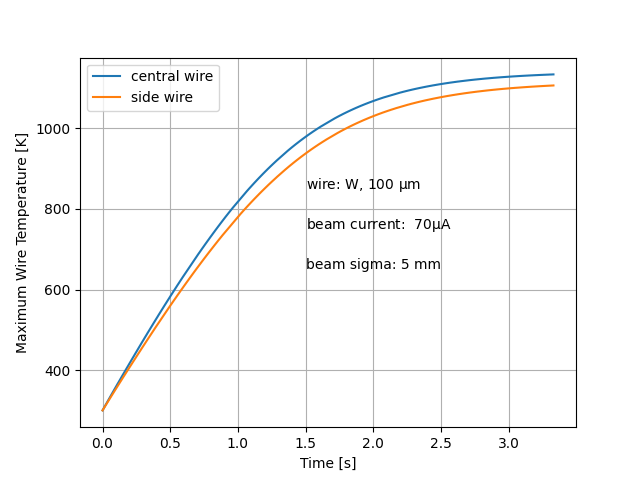 central wire
side wire
Maximum Wire Temperature [K]
1000
800
600
400
wire: W, 100 μm
beam current:  70μA
beam sigma: 5 mm
0.0 0.5 1.0 1.5 2.0 2.5 3.0
Time [s]